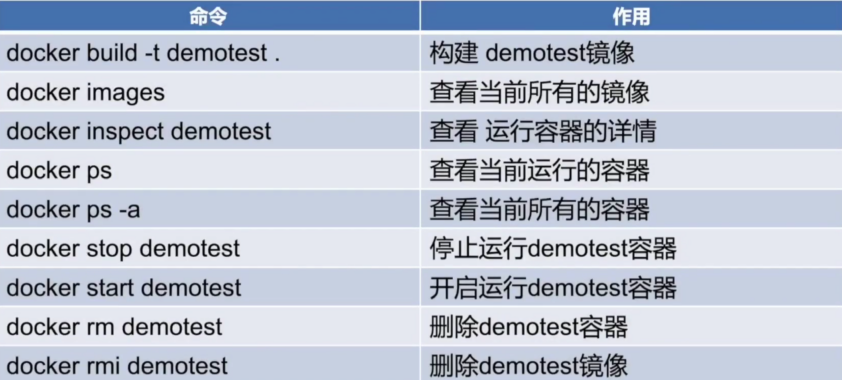 命令 作用
docker build -t demotest . 构建 demotest镜像
docker images 查看当前所有的镜像
docker inspect demotest 查看 运行容器的详情
docker ps 查看当前运行的容器
docker ps -a 查看当前所有的容器
docker stop demotest 停止运行demotest容器
docker start demotest 开启运行demotest容器
docker rm demotest 删除demotest容器
docker rmi demotest 删除demotest镜像